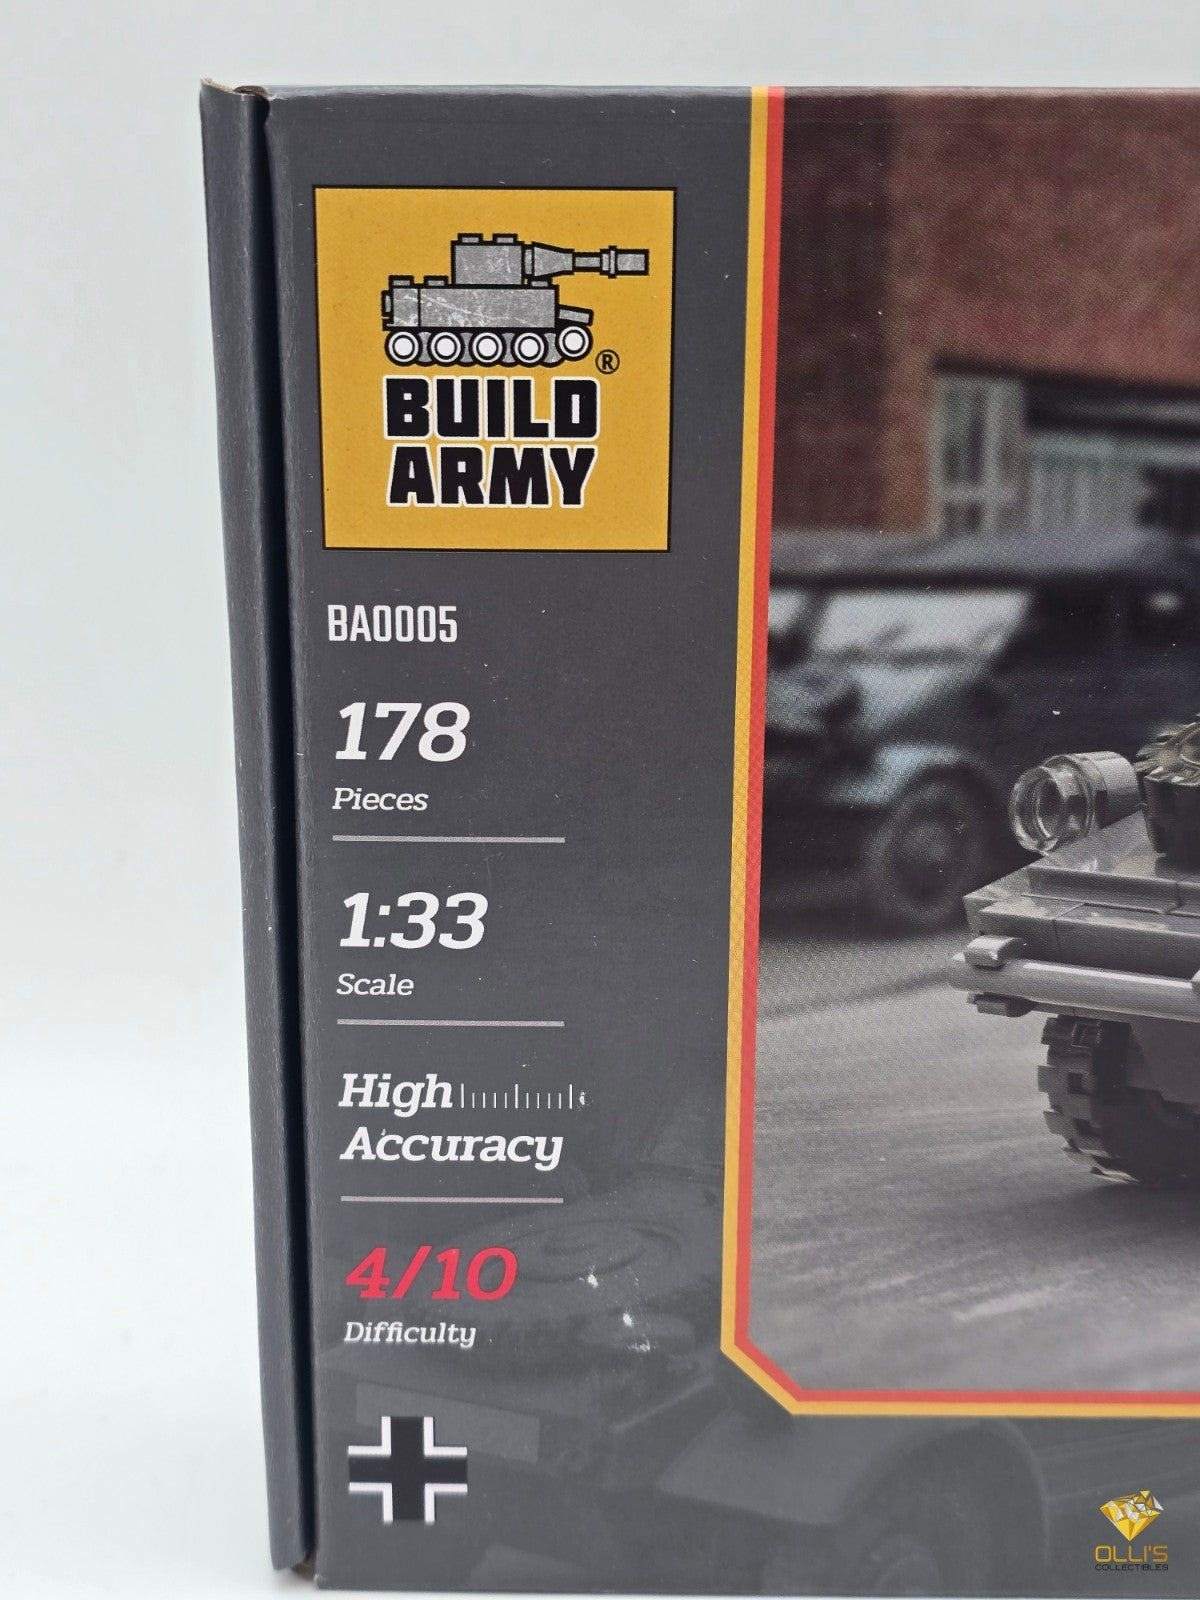 ®
BUILD
ARMY
BA0005
178
Pieces
1:33
Scale
High
Accuracy
4/10
Difficulty
OLLI'S
COLLECTIBLES